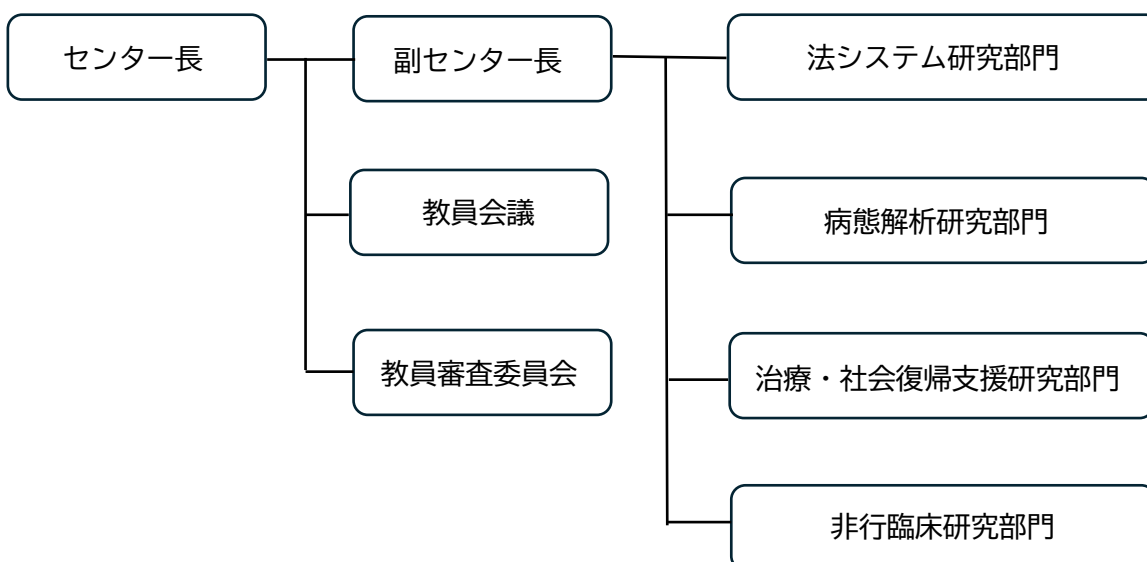 センター長
副センター長
法システム研究部門
教員会議
病態解析研究部門
教員審査委員会
治療・社会復帰支援研究部門
非行臨床研究部門